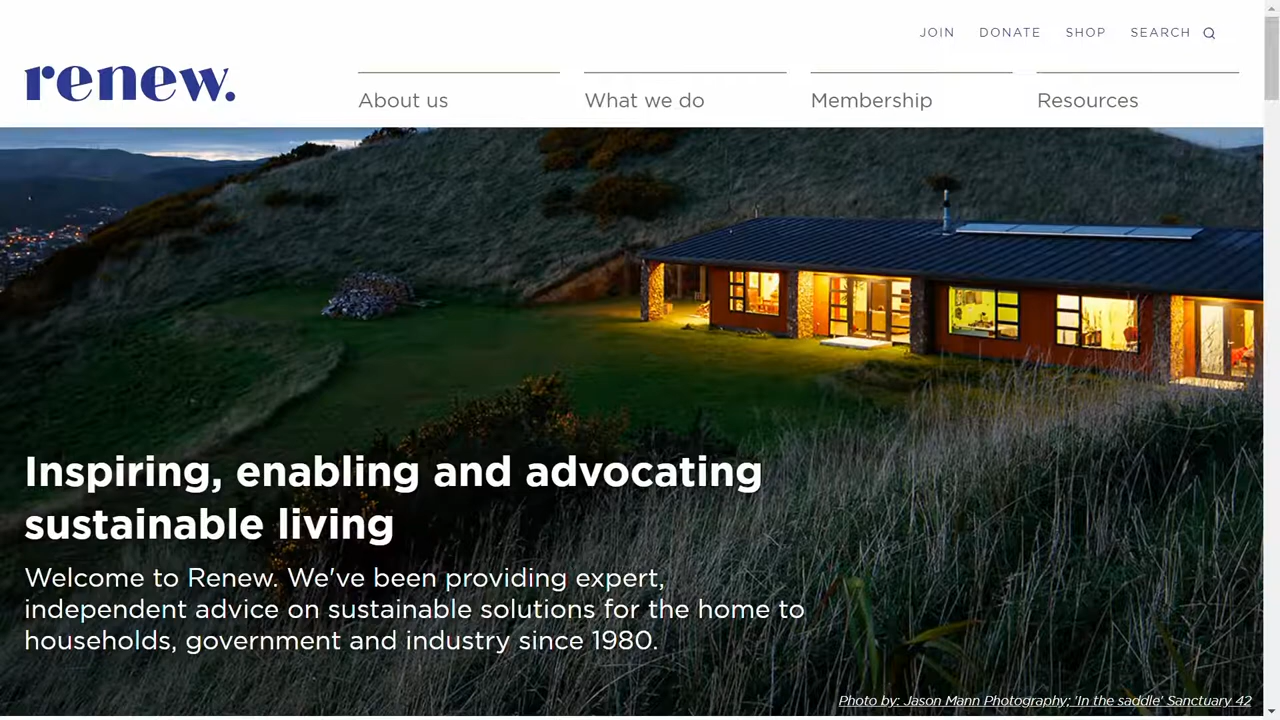 JOIN DONATE SHOP SEARCH
renew.
About us What we do Membership Resources
Inspiring, enabling and advocating
sustainable living
Welcome to Renew. We've been providing expert,
independent advice on sustainable solutions for the home to
households, government and industry since 1980.
Photo by: Jason Mann Photography; 'In the saddle' Sanctuary 42